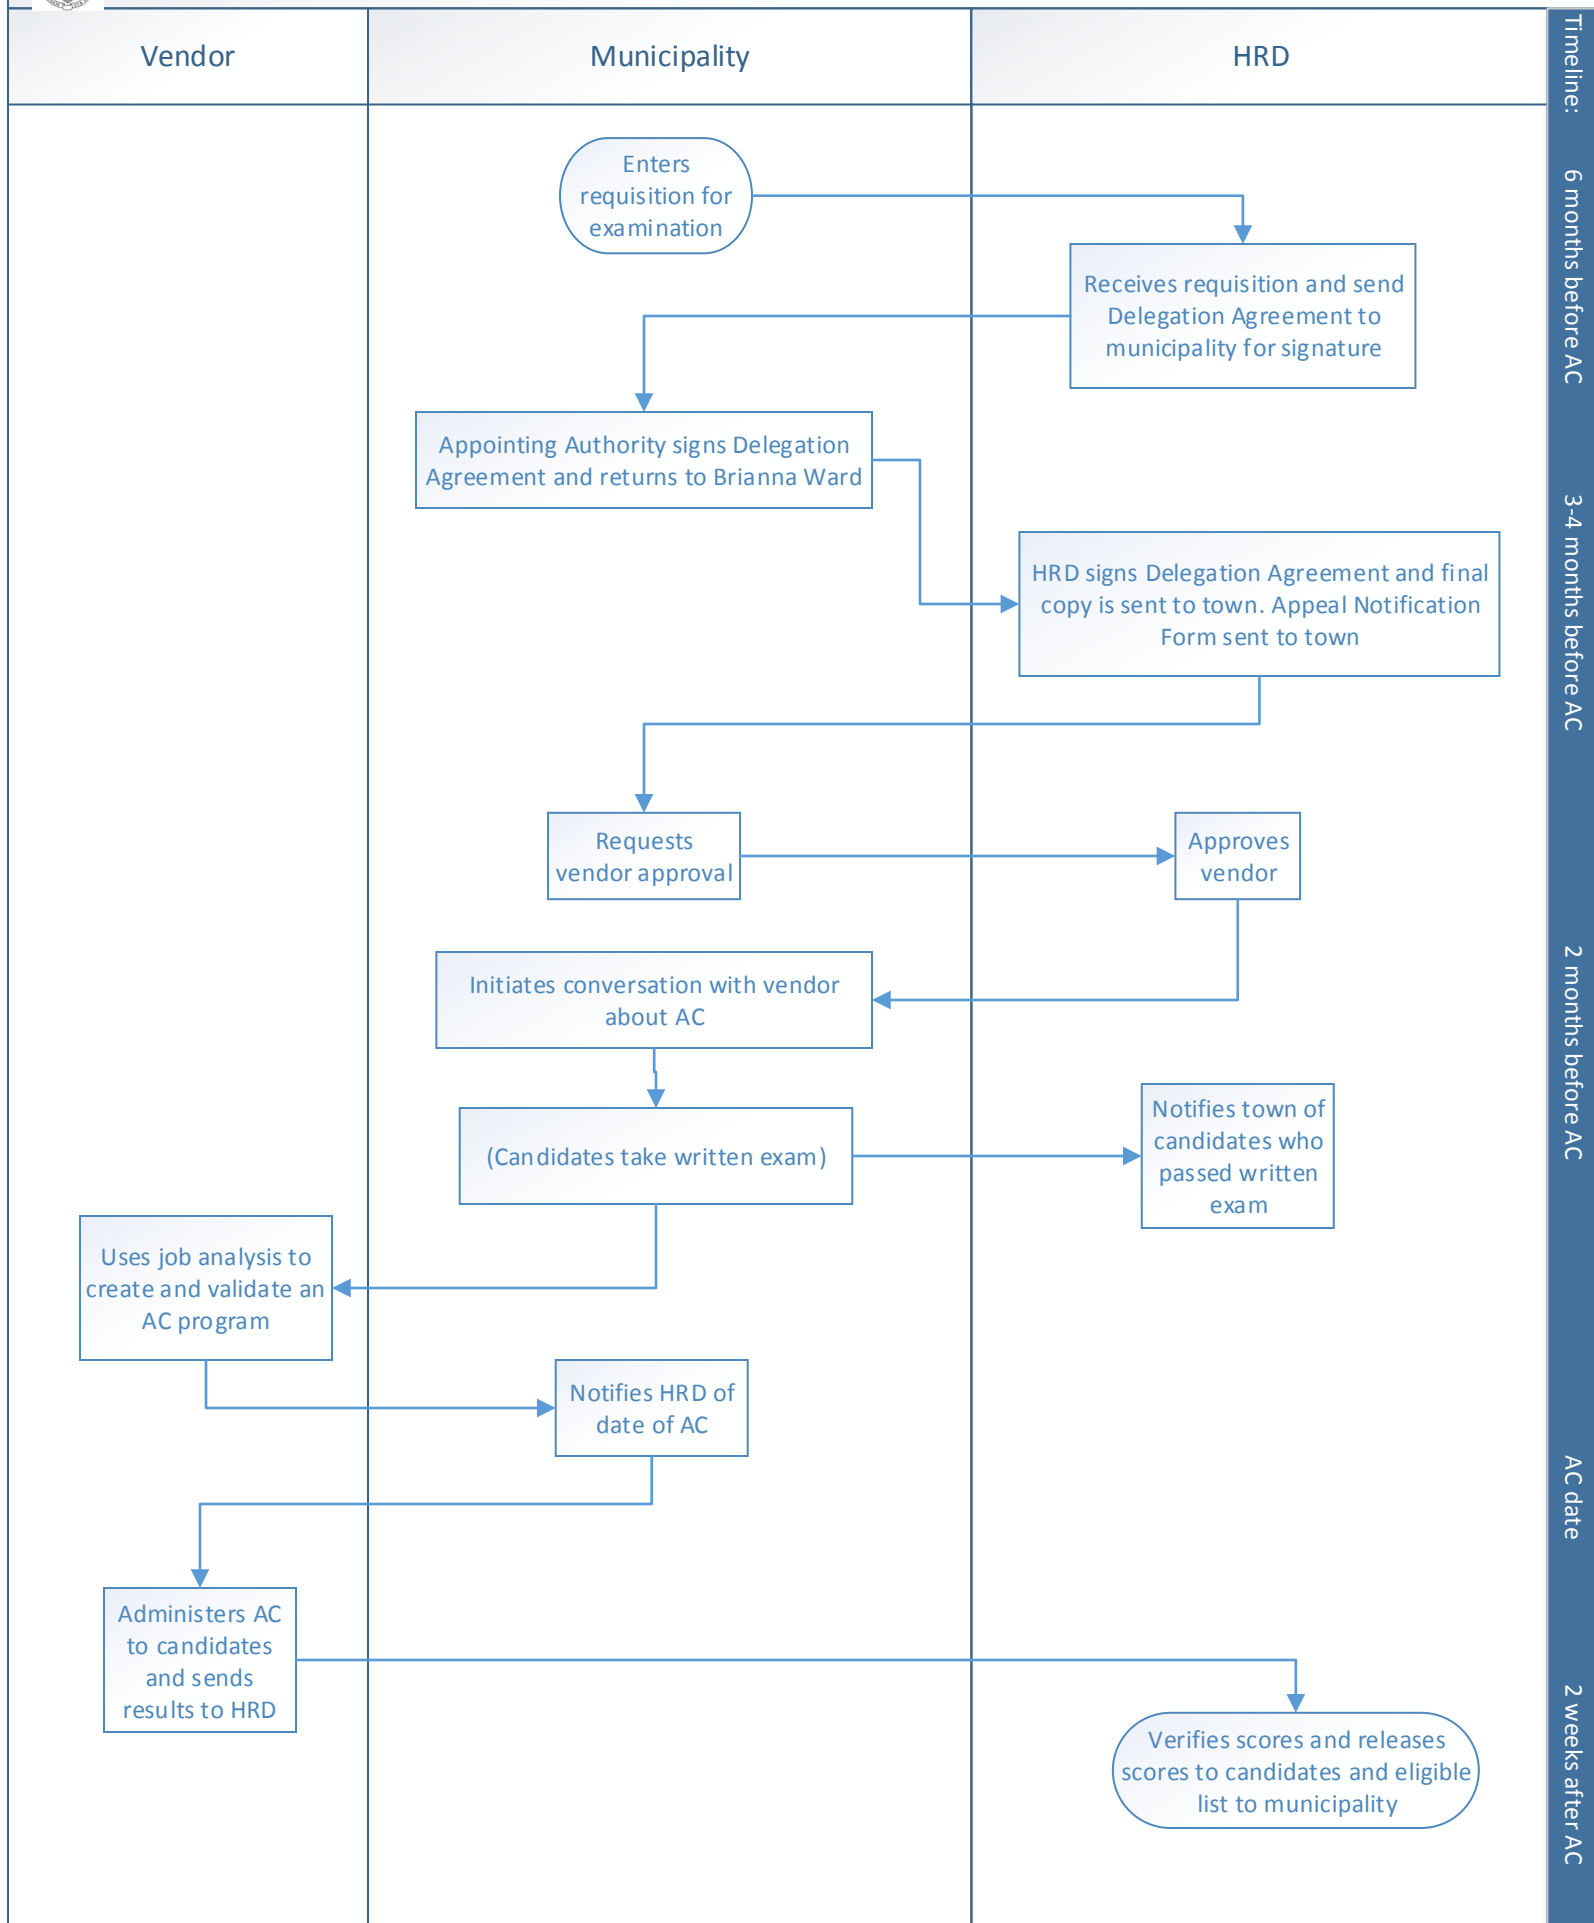 Vendor
Municipality
HRD
Timeline:
6 months before AC
3-4 months before AC
2 months before AC
AC date
2 weeks after AC
Enters
requisition for
examination
Receives requisition and send
Delegation Agreement to
municipality for signature
Appointing Authority signs Delegation
Agreement and returns to Brianna Ward
HRD signs Delegation Agreement and final
copy is sent to town. Appeal Notification
Form sent to town
Requests
vendor approval
Approves
vendor
Initiates conversation with vendor
about AC
(Candidates take written exam)
Notifies town of
candidates who
passed written
exam
Uses job analysis to
create and validate an
AC program
Notifies HRD of
date of AC
Administers AC
to candidates
and sends
results to HRD
Verifies scores and releases
scores to candidates and eligible
list to municipality